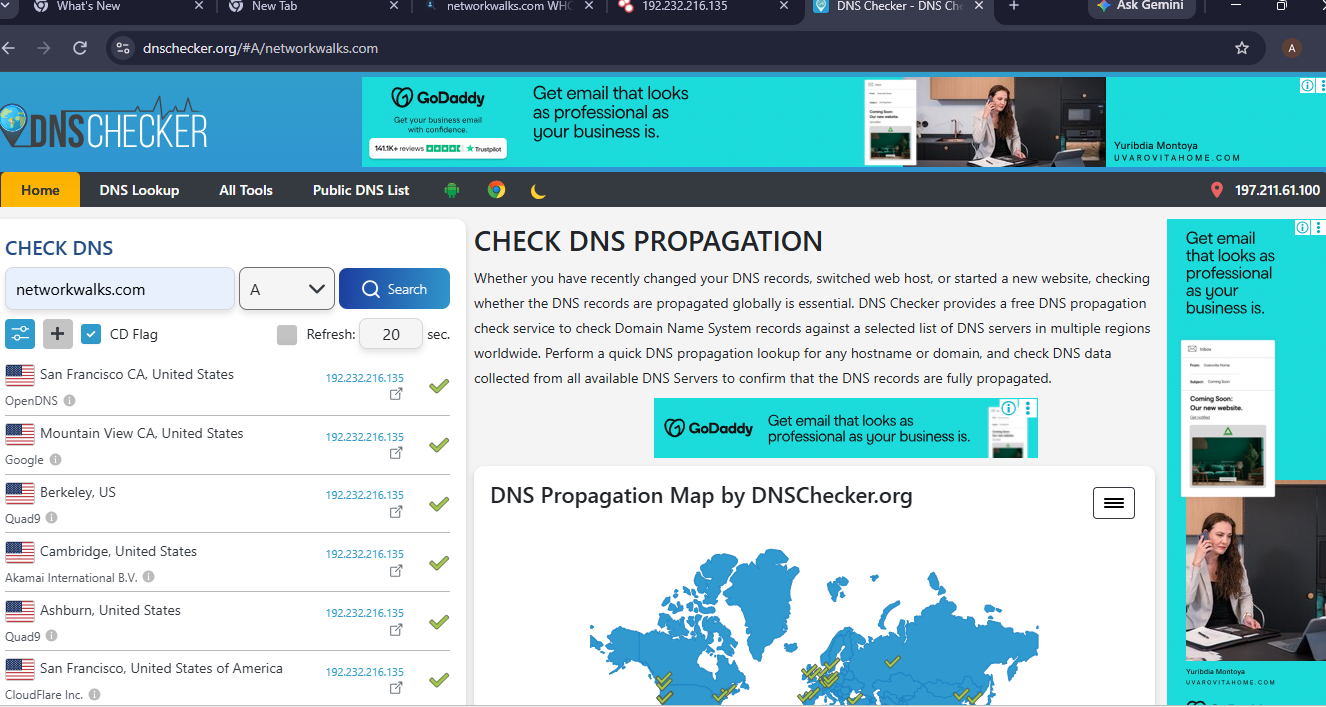 What's New
New Tab
networkwalks.com WHO
192.232.216.135
DNS Checker - DNS Che
Ask Gemini
dnschecker.org/#A/networkwalks.com
A
DNSCHECKER
GoDaddy
Get your business email
with confidence.
141.1K+ reviews
Trustpilot
Get email that looks
as professional as
your business is.
Inbox
Coming Soon:
Our new website.
Yuribdia Montoya
UVAROVITAHOME.COM
Home
DNS Lookup
All Tools
Public DNS List
197.211.61.100
CHECK DNS
networkwalks.com
A
Search
CD Flag
Refresh:
20
sec.
San Francisco CA, United States
192.232.216.135
OpenDNS
Mountain View CA, United States
192.232.216.135
Google
Berkeley, US
192.232.216.135
Quad9
Cambridge, United States
192.232.216.135
Akamai International B.V.
Ashburn, United States
192.232.216.135
Quad9
San Francisco, United States of America
192.232.216.135
CloudFlare Inc.
CHECK DNS PROPAGATION
Whether you have recently changed your DNS records, switched web host, or started a new website, checking
whether the DNS records are propagated globally is essential. DNS Checker provides a free DNS propagation
check service to check Domain Name System records against a selected list of DNS servers in multiple regions
worldwide. Perform a quick DNS propagation lookup for any hostname or domain, and check DNS data
collected from all available DNS Servers to confirm that the DNS records are fully propagated.
GoDaddy
Get email that looks as
professional as your business is.
DNS Propagation Map by DNSChecker.org
Get email
that looks as
professional
as your
business is.
Inbox
From:
Subject: Coming Soon
Coming Soon:
Our new website.
Yuribdia Montoya
UVAROVITAHOME.COM